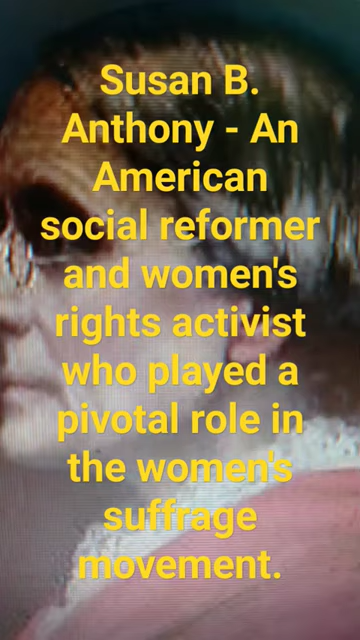 Susan B.
Anthony - An
American
social reformer
and women's
rights activist
who played a
pivotal role in
the women's
suffrage
movement.